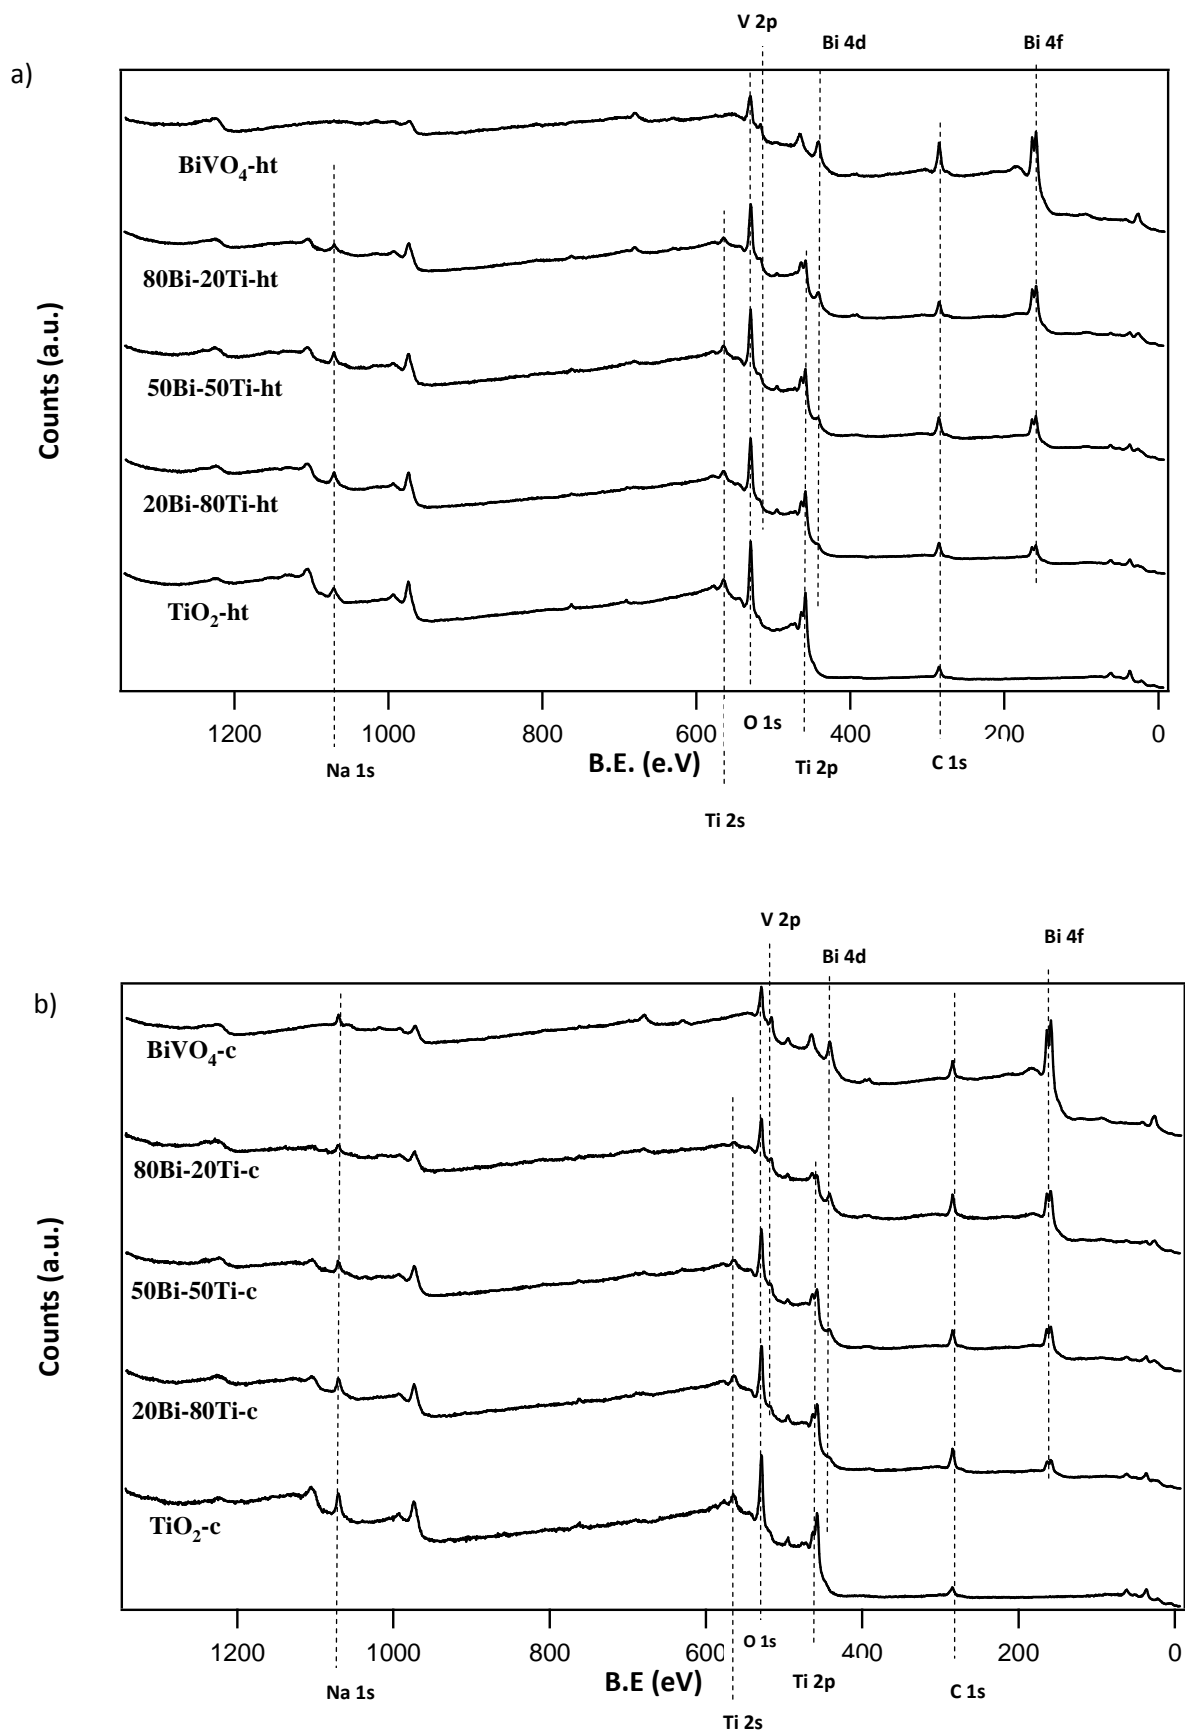 V 2p
Bi 4d
Bi 4f
a)
BiVO4-ht
80Bi-20Ti-ht
50Bi-50Ti-ht
20Bi-80Ti-ht
TiO2-ht
Counts (a.u.)
1200 1000 800 600 400 200 0
O 1s
B.E. (e.V)
Na 1s
Ti 2p
C 1s
Ti 2s
V 2p
Bi 4d
Bi 4f
b)
BiVO4-c
80Bi-20Ti-c
50Bi-50Ti-c
20Bi-80Ti-c
TiO2-c
Counts (a.u.)
1200 1000 800 600 400 200 0
O 1s
B.E (eV)
Na 1s
Ti 2p
C 1s
Ti 2s